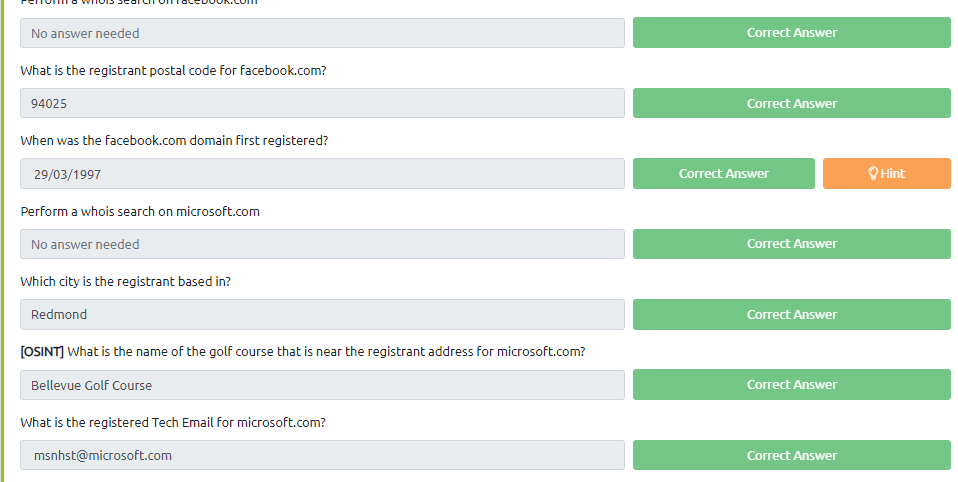 Perform a whois search on facebook.com
No answer needed
Correct Answer
What is the registrant postal code for facebook.com?
94025
Correct Answer
When was the facebook.com domain first registered?
29/03/1997
Correct Answer
Hint
Perform a whois search on microsoft.com
No answer needed
Correct Answer
Which city is the registrant based in?
Redmond
Correct Answer
[OSINT] What is the name of the golf course that is near the registrant address for microsoft.com?
Bellevue Golf Course
Correct Answer
What is the registered Tech Email for microsoft.com?
msnhst@microsoft.com
Correct Answer